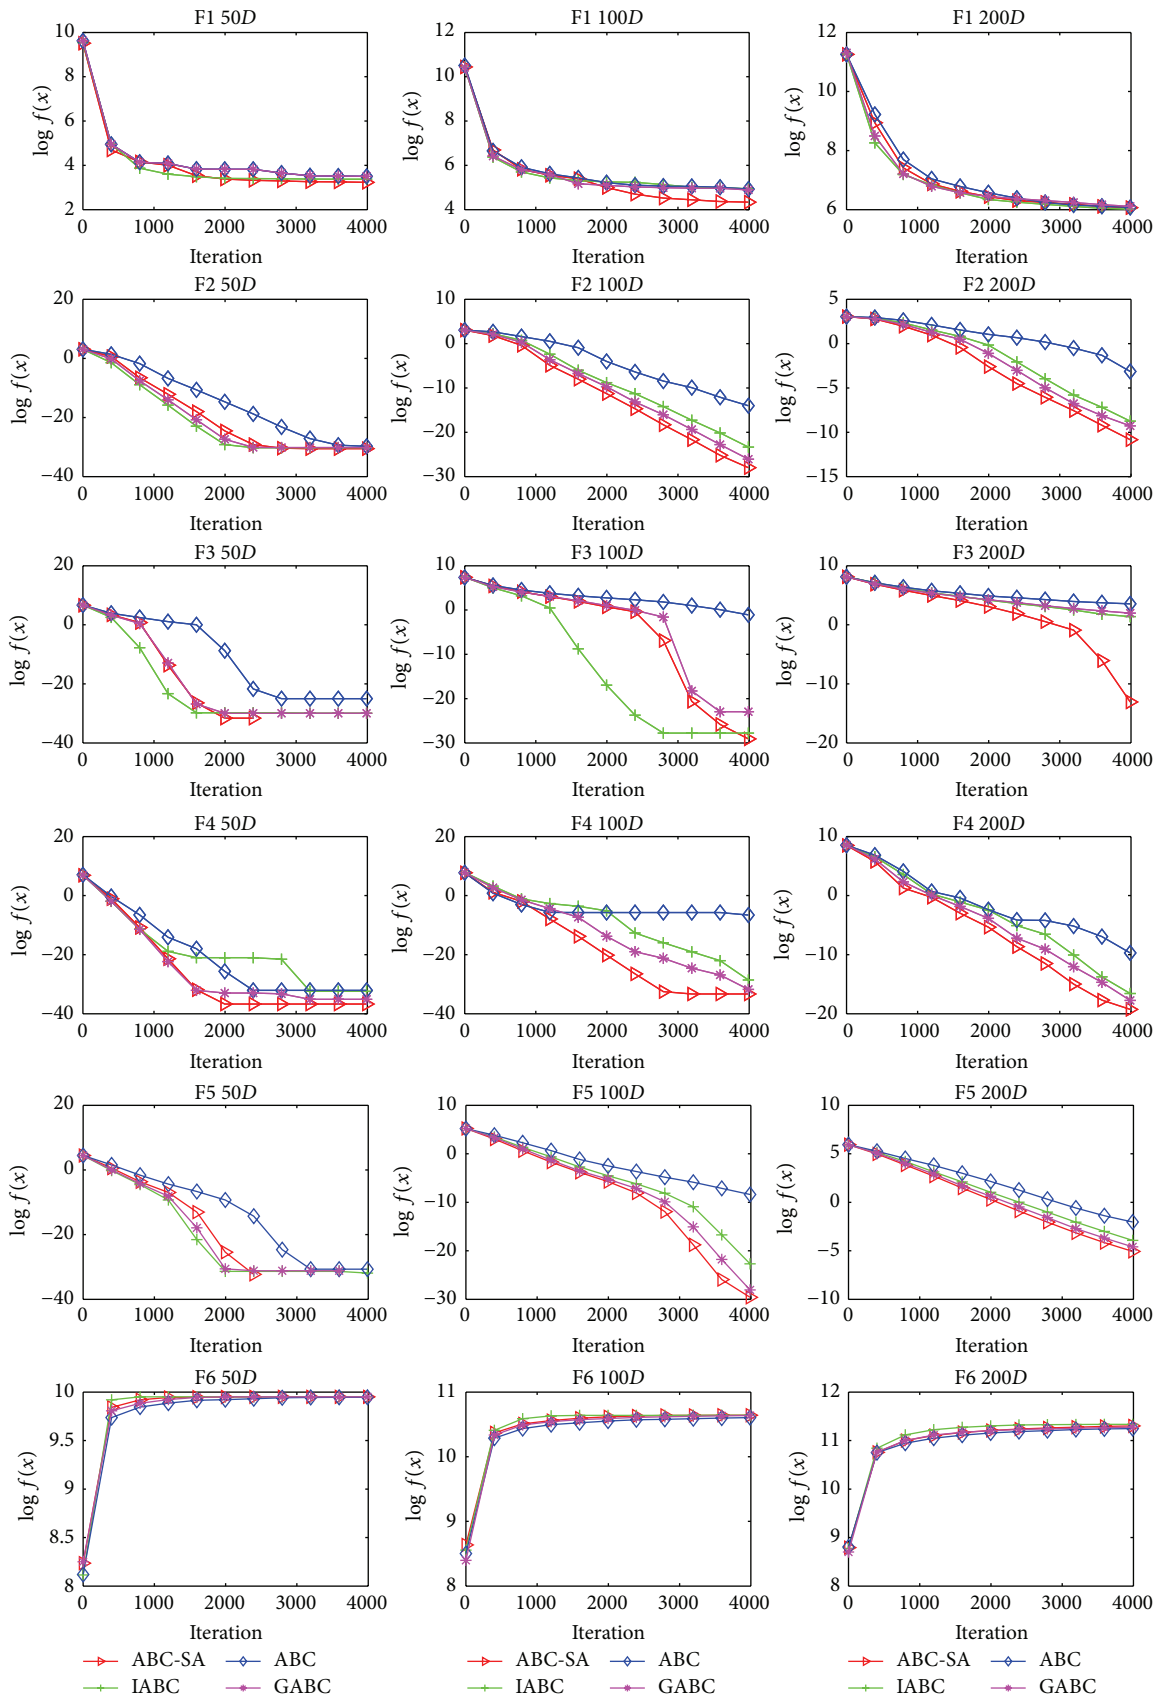 F1 50D
F1 100D
F1 200D
10
8
6
4
2
12
10
8
6
4
12
10
8
6
log f(x)
log f(x)
log f(x)
0 1000 2000 3000 4000
0 1000 2000 3000 4000
0 1000 2000 3000 4000
Iteration
Iteration
Iteration
F2 50D
F2 100D
F2 200D
20
0
−20
−40
10
0
−10
−20
−30
5
0
−5
−10
−15
log f(x)
log f(x)
log f(x)
0 1000 2000 3000 4000
0 1000 2000 3000 4000
0 1000 2000 3000 4000
Iteration
Iteration
Iteration
F3 50D
F3 100D
F3 200D
20
0
−20
−40
10
0
−10
−20
−30
10
0
−10
−20
log f(x)
log f(x)
log f(x)
0 1000 2000 3000 4000
0 1000 2000 3000 4000
0 1000 2000 3000 4000
Iteration
Iteration
Iteration
F4 50D
F4 100D
F4 200D
20
0
−20
−40
20
0
−20
−40
10
0
−10
−20
log f(x)
log f(x)
log f(x)
0 1000 2000 3000 4000
0 1000 2000 3000 4000
0 1000 2000 3000 4000
Iteration
Iteration
Iteration
F5 50D
F5 100D
F5 200D
20
0
−20
−40
10
0
−10
−20
−30
10
5
0
−5
−10
log f(x)
log f(x)
log f(x)
0 1000 2000 3000 4000
0 1000 2000 3000 4000
0 1000 2000 3000 4000
Iteration
Iteration
Iteration
F6 50D
F6 100D
F6 200D
10
9.5
9
8.5
8
11
10
9
8
12
11
10
9
8
log f(x)
log f(x)
log f(x)
0 1000 2000 3000 4000
0 1000 2000 3000 4000
0 1000 2000 3000 4000
Iteration
Iteration
Iteration
ABC-SA ABC
IABC GABC
ABC-SA ABC
IABC GABC
ABC-SA ABC
IABC GABC